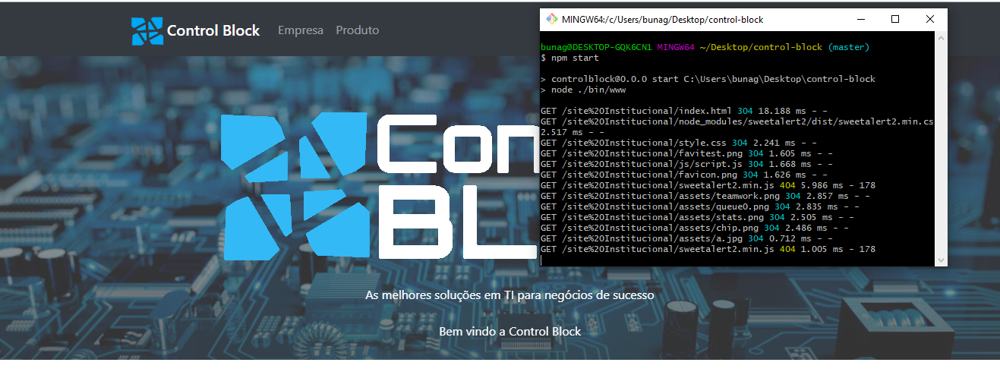 Control Block Empresa Produto
MINGW64:/c/Users/bunag/Desktop/control-block
bunag@DESKTOP-GQK6CN1 MINGW64 ~/Desktop/control-block (master)
$ npm start
> controlblock@0.0.0 start C:\Users\bunag\Desktop\control-block
> node ./bin/www
GET /site%20Institucional/index.html 304 18.188 ms - -
GET /site%20Institucional/node_modules/sweetalert2/dist/sweetalert2.min.cs
2.517 ms - -
GET /site%20Institucional/style.css 304 2.241 ms - -
GET /site%20Institucional/favitest.png 304 1.605 ms - -
GET /site%20Institucional/js/script.js 304 1.668 ms - -
GET /site%20Institucional/favicon.png 304 1.626 ms - -
GET /site%20Institucional/sweetalert2.min.js 404 5.986 ms - 178
GET /site%20Institucional/assets/teamwork.png 304 2.857 ms - -
GET /site%20Institucional/assets/queue0.png 304 2.835 ms - -
GET /site%20Institucional/assets/stats.png 304 2.505 ms - -
GET /site%20Institucional/assets/chip.png 304 2.486 ms - -
GET /site%20Institucional/assets/a.jpg 304 0.712 ms - -
GET /site%20Institucional/sweetalert2.min.js 404 1.005 ms - 178
Con
BL
As melhores soluções em TI para negócios de sucesso
Bem vindo a Control Block